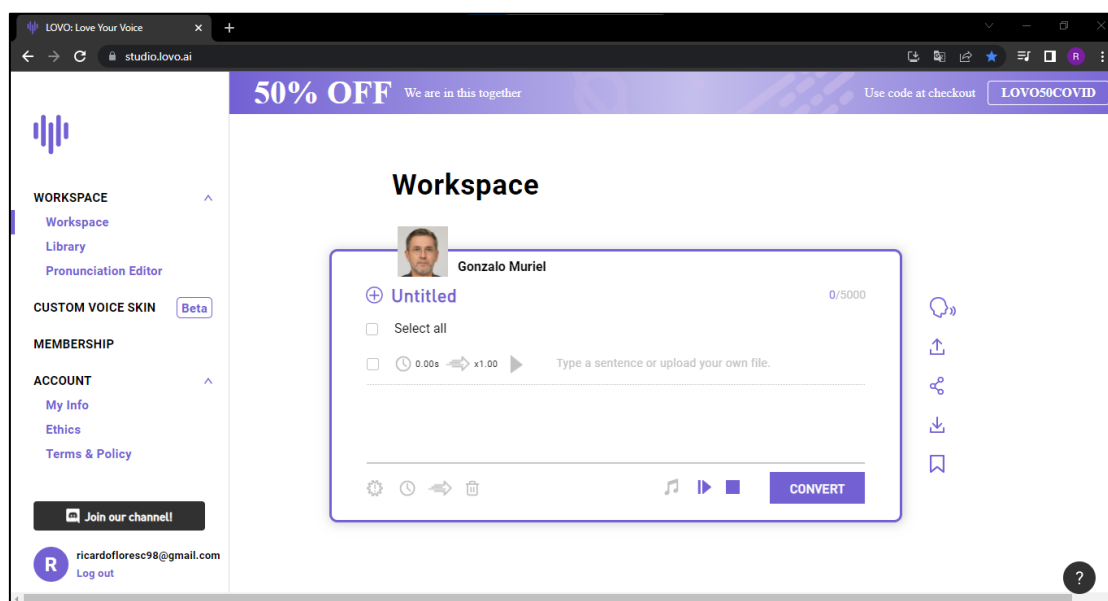 LOVO: Love Your Voice
studio.lovo.ai
R
50% OFF We are in this together Use code at checkout LOVO50COVID
WORKSPACE
Workspace
Library
Pronunciation Editor
CUSTOM VOICE SKIN Beta
MEMBERSHIP
ACCOUNT
My Info
Ethics
Terms & Policy
Join our channel!
R
ricardofloresc98@gmail.com
Log out
Workspace
Gonzalo Muriel
Untitled 0/5000
Select all
0.00s x1.00 Type a sentence or upload your own file.
CONVERT
?